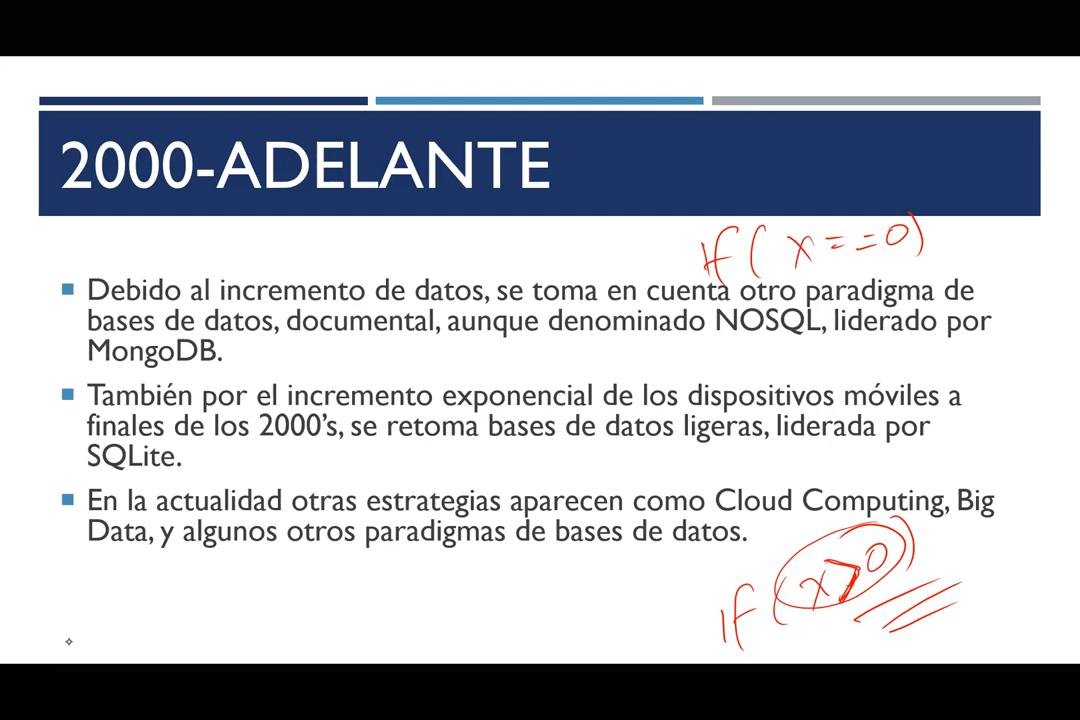 2000-ADELANTE
If ( x == 0)
Debido al incremento de datos, se toma en cuenta otro paradigma de
bases de datos, documental, aunque denominado NOSQL, liderado por
MongoDB.
También por el incremento exponencial de los dispositivos móviles a
finales de los 2000’s, se retoma bases de datos ligeras, liderada por
SQLite.
En la actualidad otras estrategias aparecen como Cloud Computing, Big
Data, y algunos otros paradigmas de bases de datos.
If (x>0)